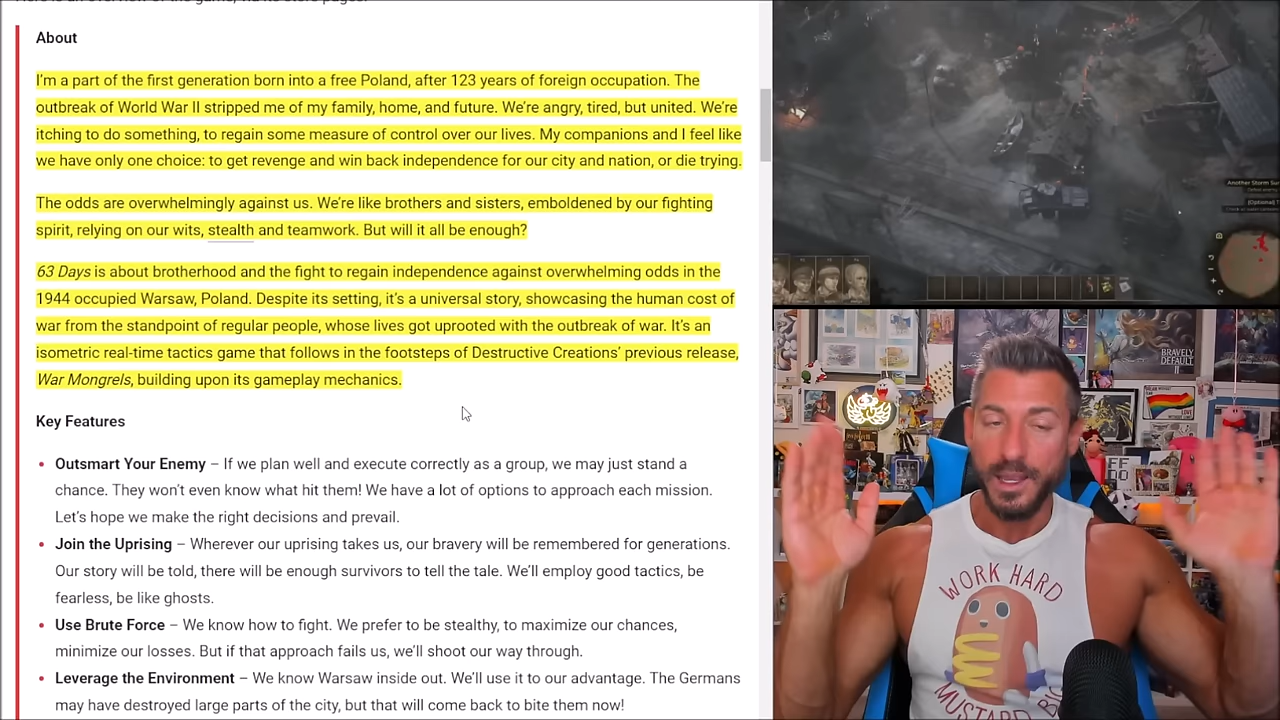 About
I'm a part of the first generation born into a free Poland, after 123 years of foreign occupation. The
outbreak of World War II stripped me of my family, home, and future. We're angry, tired, but united. We're
itching to do something, to regain some measure of control over our lives. My companions and I feel like
we have only one choice: to get revenge and win back independence for our city and nation, or die trying.
The odds are overwhelmingly against us. We're like brothers and sisters, emboldened by our fighting
spirit, relying on our wits, stealth and teamwork. But will it all be enough?
63 Days is about brotherhood and the fight to regain independence against overwhelming odds in the
1944 occupied Warsaw, Poland. Despite its setting, it's a universal story, showcasing the human cost of
war from the standpoint of regular people, whose lives got uprooted with the outbreak of war. It's an
isometric real-time tactics game that follows in the footsteps of Destructive Creations' previous release,
War Mongrels, building upon its gameplay mechanics.
Key Features
• Outsmart Your Enemy – If we plan well and execute correctly as a group, we may just stand a
chance. They won't even know what hit them! We have a lot of options to approach each mission.
Let's hope we make the right decisions and prevail.
• Join the Uprising – Wherever our uprising takes us, our bravery will be remembered for generations.
Our story will be told, there will be enough survivors to tell the tale. We'll employ good tactics, be
fearless, be like ghosts.
• Use Brute Force – We know how to fight. We prefer to be stealthy, to maximize our chances,
minimize our losses. But if that approach fails us, we'll shoot our way through.
• Leverage the Environment – We know Warsaw inside out. We'll use it to our advantage. The Germans
may have destroyed large parts of the city, but that will come back to bite them now!
Another Storm
[Optional]
BRAVELY
DEFAULT
II
WORK HARD
MUSTARD